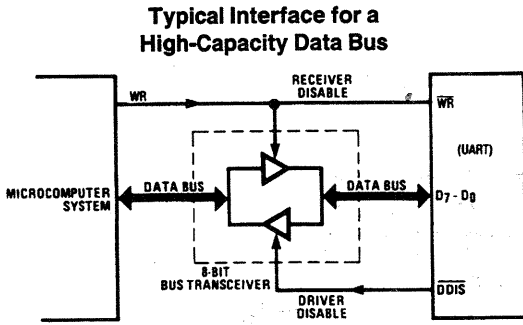 Typical Interface for a
High-Capacity Data Bus
WR
RECEIVER
DISABLE
WR
(UART)
MICROCOMPUTER
SYSTEM
DATA BUS
DATA BUS
D7 - D0
8-BIT
BUS TRANSCEIVER
DRIVER
DISABLE
DDIS